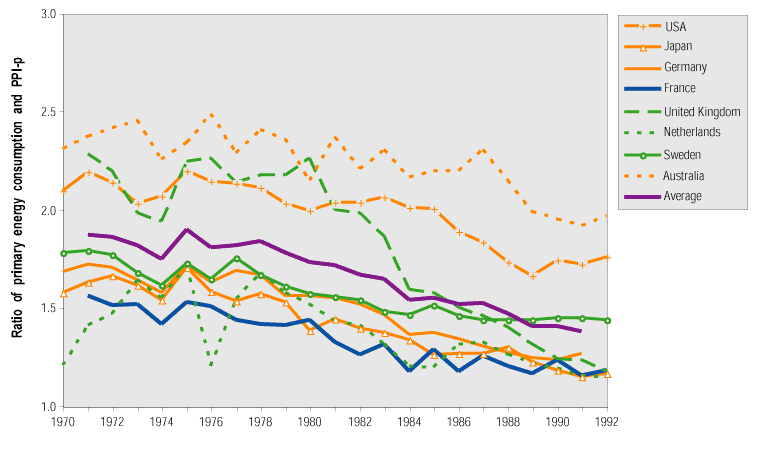 Ratio of primary energy consumption and PPI-p
3.0
2.5
2.0
1.5
1.0
1970
1972
1974
1976
1978
1980
1982
1984
1986
1988
1990
1992
USA
Japan
Germany
France
United Kingdom
Netherlands
Sweden
Australia
Average